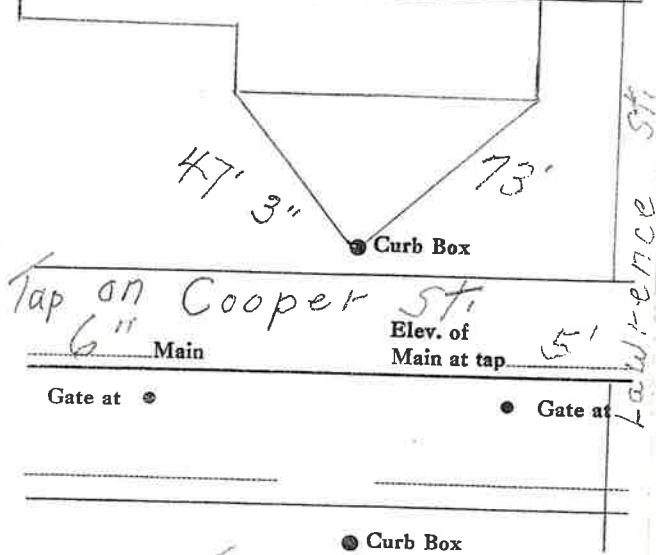 47' 3"
73'
Curb Box
Tap on Cooper St.
6" Main
Elev. of
Main at tap 5'
Gate at
Gate at
Curb Box
Lawrence St.